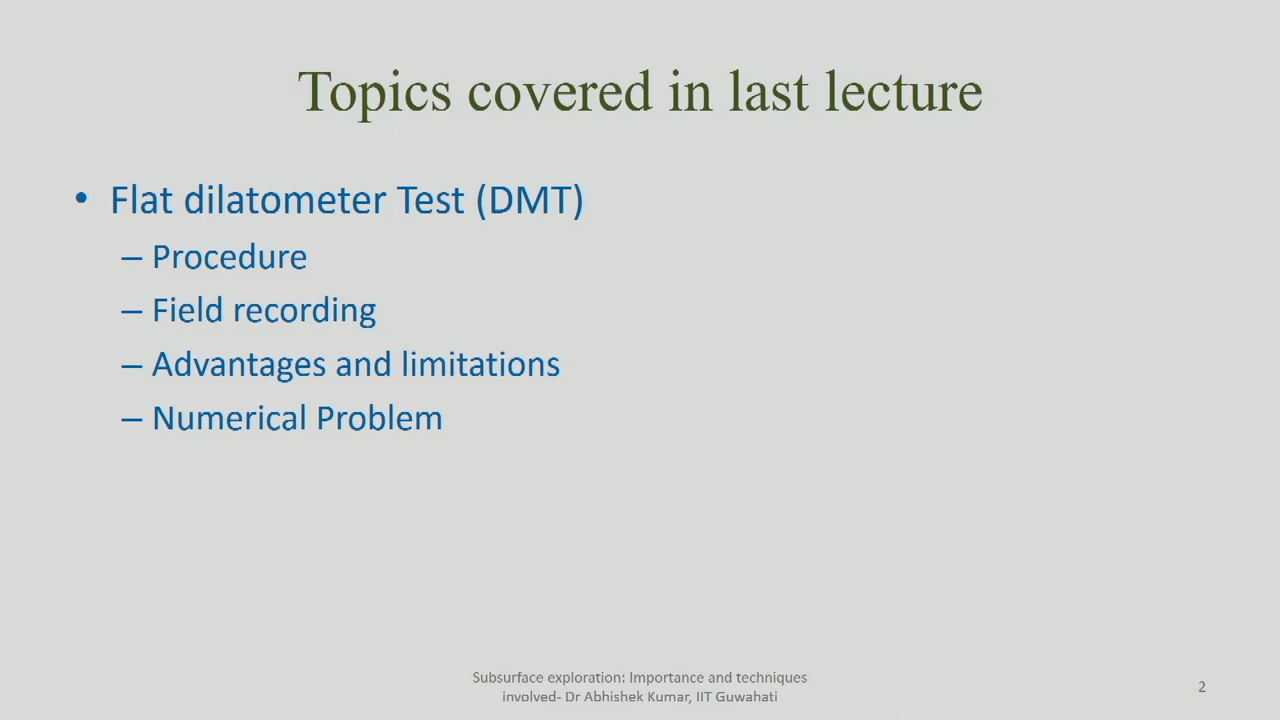 Topics covered in last lecture
• Flat dilatometer Test (DMT)
– Procedure
– Field recording
– Advantages and limitations
– Numerical Problem
Subsurface exploration: Importance and techniques
involved- Dr Abhishek Kumar, IIT Guwahati
2